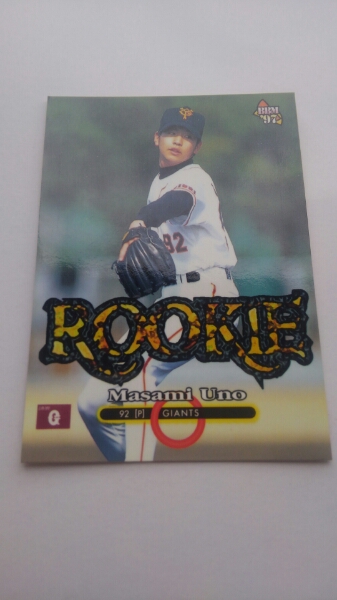 BBM
'97
92
ROOKIE
Masami Uno
92 [P] GIANTS
G